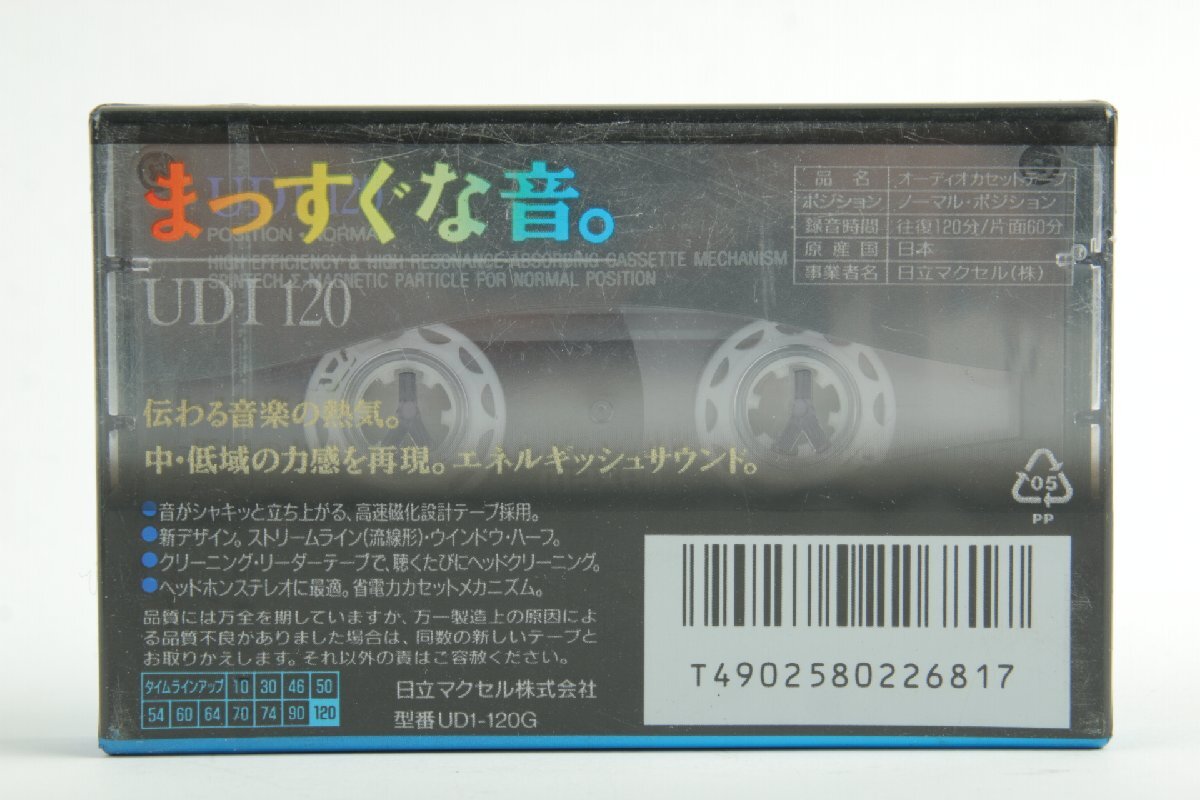 まっすぐな音。
UDI 120
POSITION NORMAL
HIGH EFFICIENCY & HIGH RESONANCE ABSORBING CASSETTE MECHANISM
MAGNETIC PARTICLE FOR NORMAL POSITION
UDI 120
品名 オーディオカセットテープ
ポジション ノーマル・ポジション
録音時間 往復120分/片面60分
原産国 日本
事業者名 日立マクセル(株)
伝わる音楽の熱気。
中・低域の力感を再現。エネルギッシュサウンド。
●音がシャキッと立ち上がる、高速磁化設計テープ採用。
●新デザイン。ストリームライン(流線形)・ウインドウ・ハーフ。
●クリーニング・リーダーテープで、聴くたびにヘッドクリーニング。
●ヘッドホンステレオに最適。省電力カセットメカニズム。
品質には万全を期していますか、万一製造上の原因によ
る品質不良がありました場合は、同数の新しいテープと
お取りかえします。それ以外の責はご容赦ください。
タイムラインアップ 10 30 46 50
54 60 64 70 74 90 120
日立マクセル株式会社
型番UD1-120G
05
PP
T4902580226817